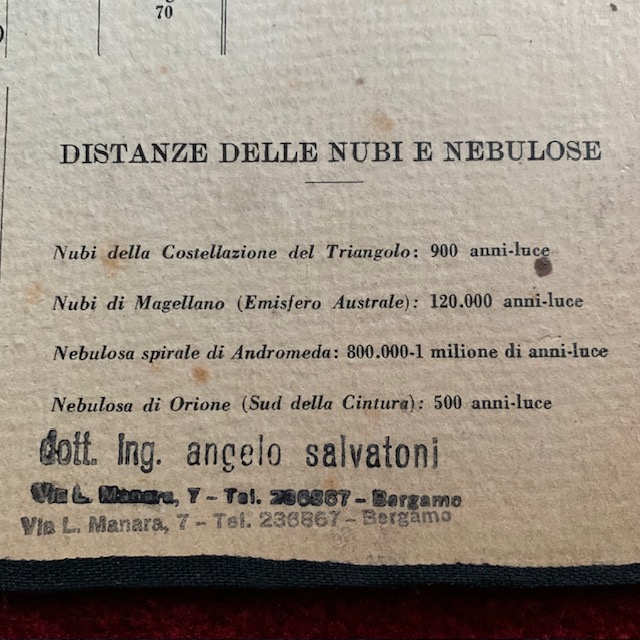 70
DISTANZE DELLE NUBI E NEBULOSE
Nubi della Costellazione del Triangolo: 900 anni-luce
Nubi di Magellano (Emisfero Australe): 120.000 anni-luce
Nebulosa spirale di Andromeda: 800.000-1 milione di anni-luce
Nebulosa di Orione (Sud della Cintura): 500 anni-luce
dott. Ing. angelo salvatoni
Via L. Manara, 7 - Tel. 236867 - Bergamo
Via L. Manara, 7 - Tel. 236867 - Bergamo